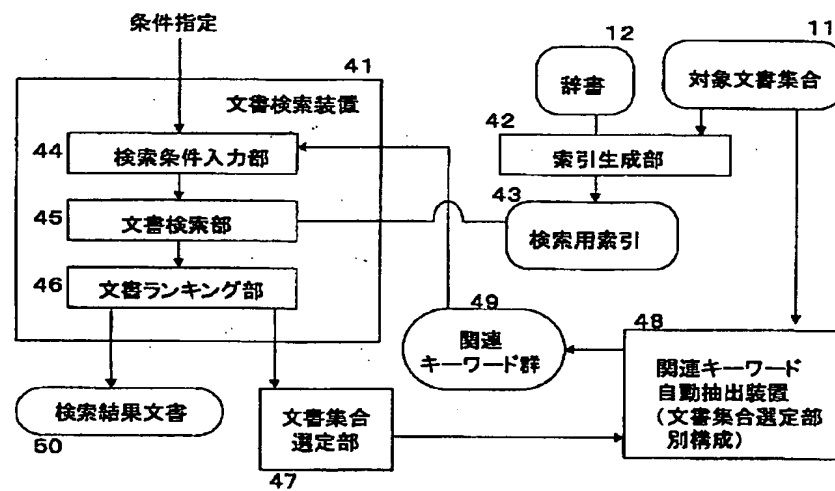 条件指定
41
文書検索装置
44
検索条件入力部
45
文書検索部
46
文書ランキング部
12
辞書
11
対象文書集合
42
索引生成部
43
検索用索引
49
関連
キーワード群
48
関連キーワード
自動抽出装置
(文書集合選定部
別構成)
検索結果文書
50
文書集合
選定部
47